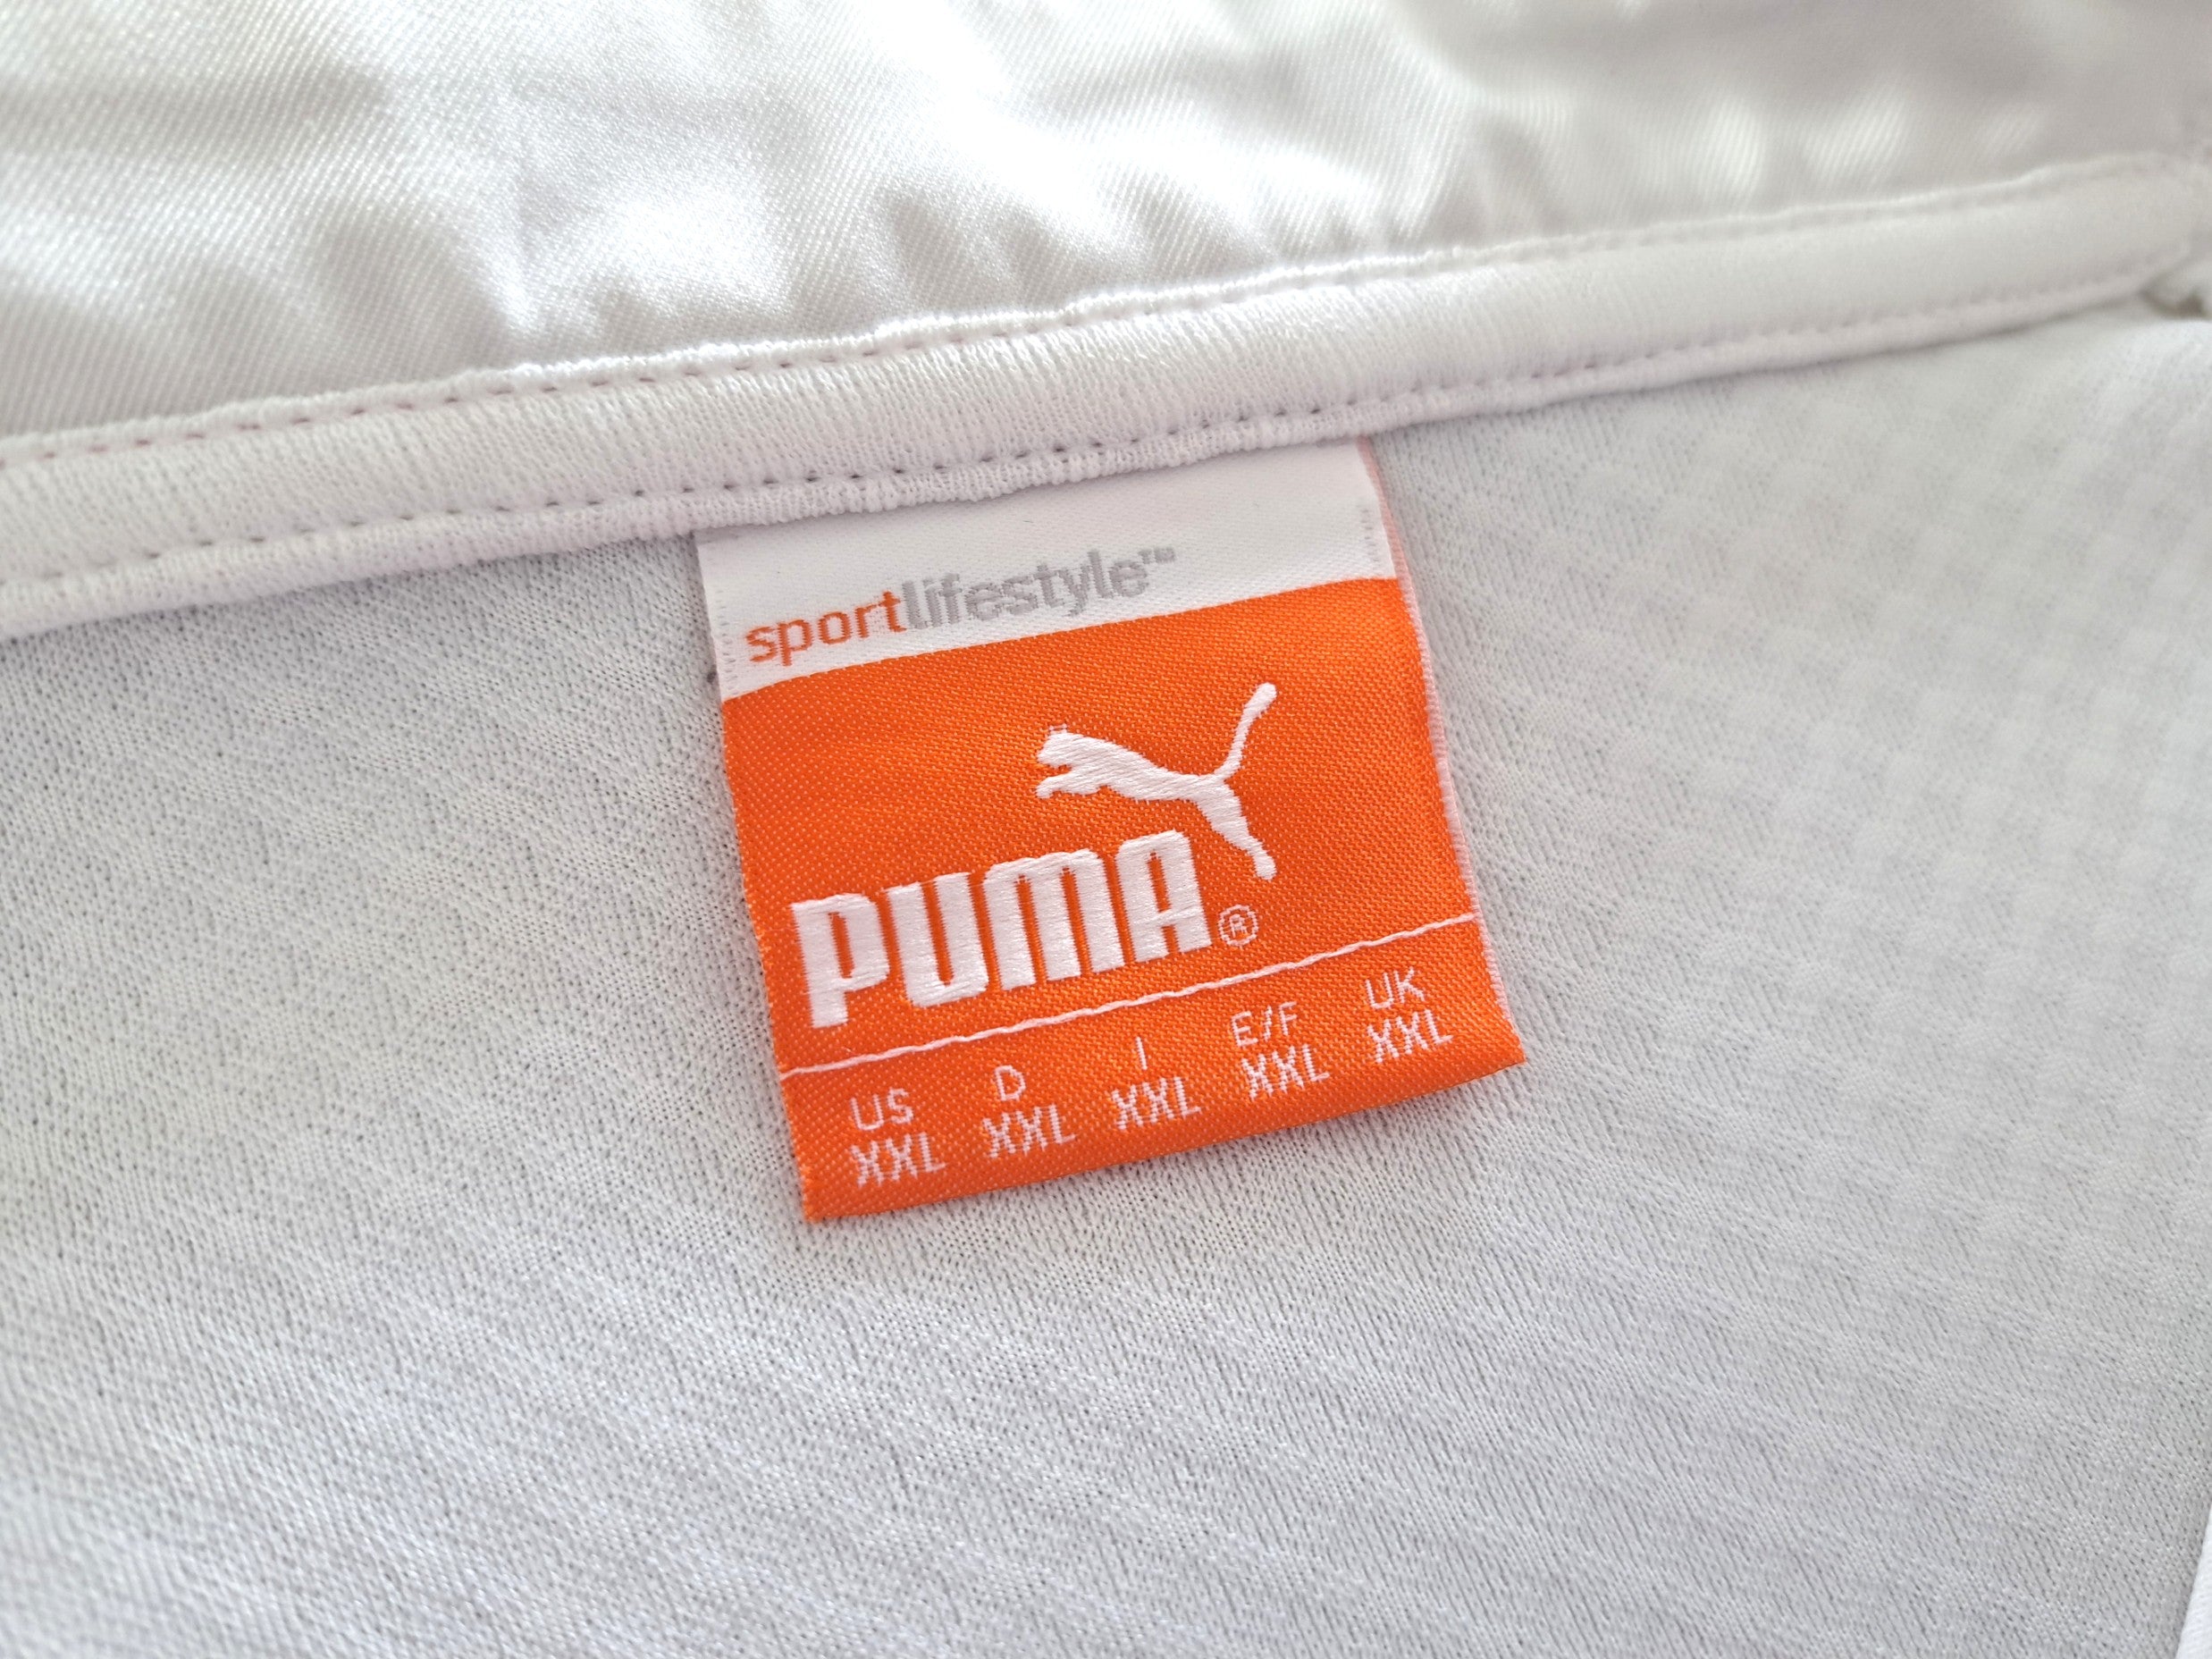 sportlifestyle™
PUMA®
US D I E/F UK
XXL XXL XXL XXL XXL